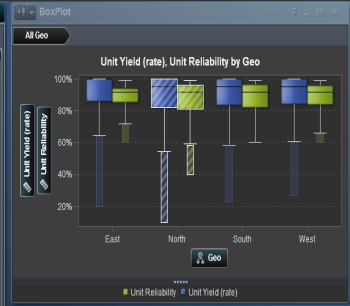 BoxPlot
All Geo
Unit Yield (rate), Unit Reliability by Geo
100%
80%
60%
40%
20%
Unit Yield (rate)
Unit Reliability
East
North
South
West
Geo
Unit Reliability
Unit Yield (rate)